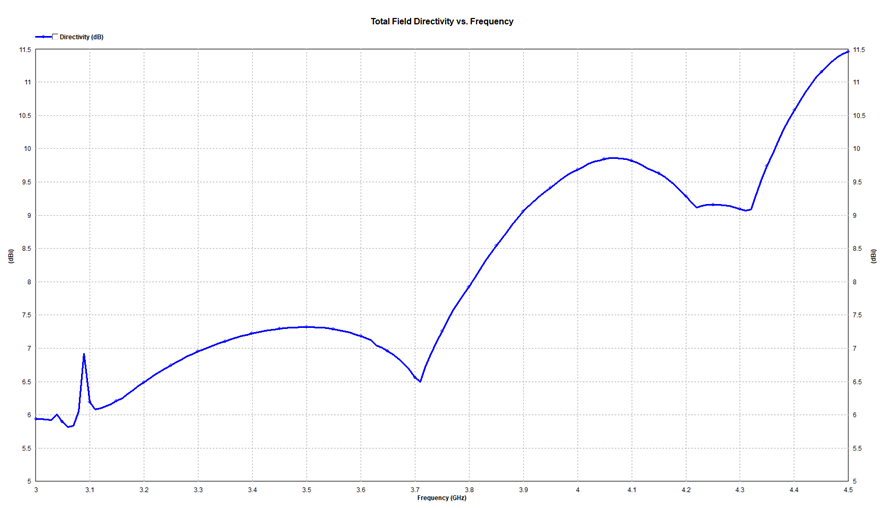 Total Field Directivity vs. Frequency
Directivity (dB)
11.5 11.5
11 11
10.5 10.5
10 10
9.5 9.5
9 9
8.5 8.5
(dBi) (dBi)
8 8
7.5 7.5
7 7
6.5 6.5
6 6
5.5 5.5
5 5
3 3.1 3.2 3.3 3.4 3.5 3.6 3.7 3.8 3.9 4 4.1 4.2 4.3 4.4 4.5
Frequency (GHz)